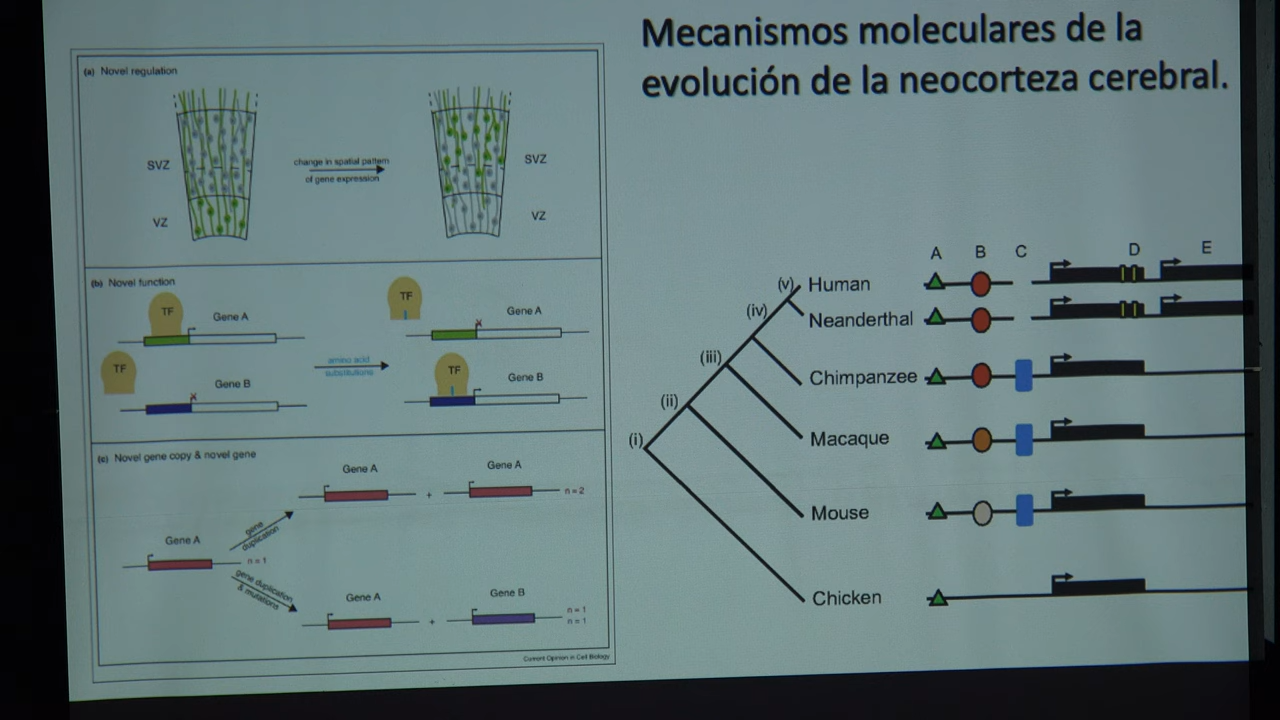 Mecanismos moleculares de la
evolución de la neocorteza cerebral.
(a) Novel regulation
SVZ
VZ
change in spatial pattern
of gene expression
SVZ
VZ
(b) Novel function
TF
Gene A
TF
Gene B
amino acid
substitutions
TF
Gene A
TF
Gene B
(c) Novel gene copy & novel gene
Gene A
n = 1
gene
duplication
gene duplication
& mutations
Gene A
+
Gene A
n = 2
Gene A
+
Gene B
n = 1
n = 1
Current Opinion in Cell Biology
A B C D E
(v) Human
(iv) Neanderthal
(iii) Chimpanzee
(ii) Macaque
(i) Mouse
Chicken